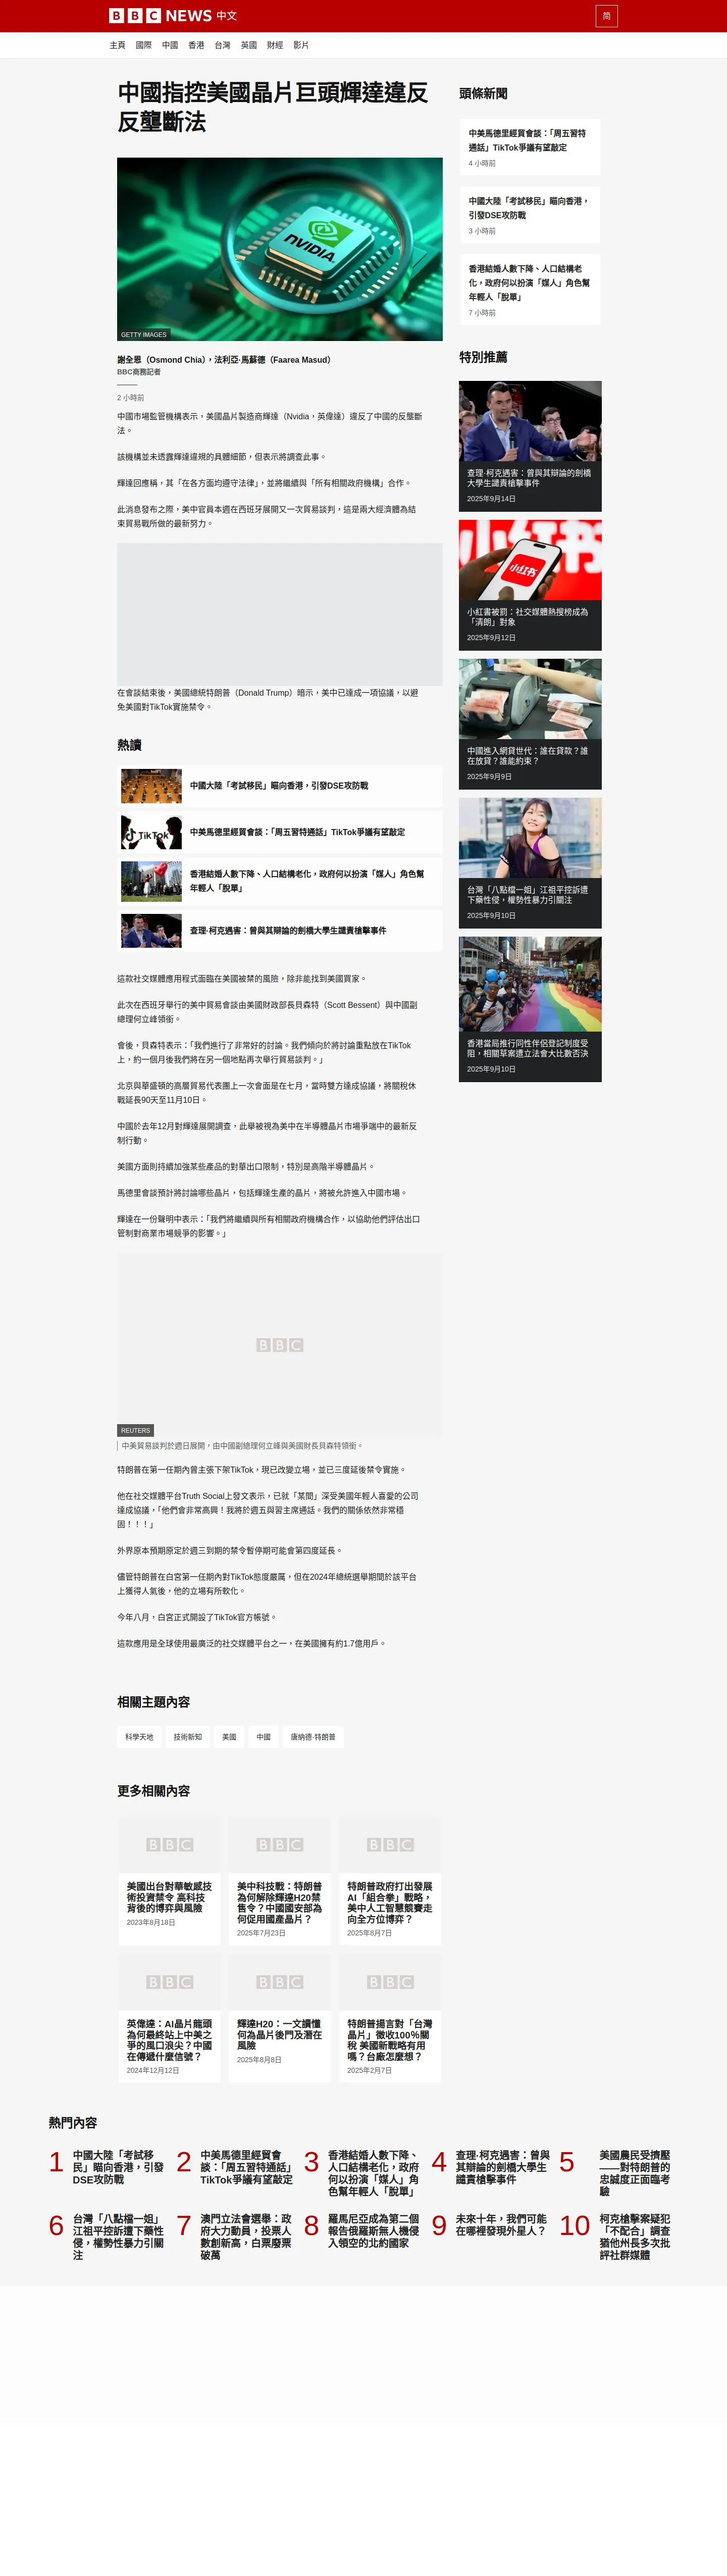 BBC NEWS 中文
简
主頁 國際 中國 香港 台灣 英國 財經 影片
中國指控美國晶片巨頭輝達違反
反壟斷法
NVIDIA
GETTY IMAGES
謝全恩（Osmond Chia），法利亞·馬蘇德（Faarea Masud）
BBC商務記者
2 小時前
中國市場監管機構表示，美國晶片製造商輝達（Nvidia，英偉達）違反了中國的反壟斷
法。
該機構並未透露輝達違規的具體細節，但表示將調查此事。
輝達回應稱，其「在各方面均遵守法律」，並將繼續與「所有相關政府機構」合作。
此消息發布之際，美中官員本週在西班牙展開又一次貿易談判，這是兩大經濟體為結
束貿易戰所做的最新努力。
在會談結束後，美國總統特朗普（Donald Trump）暗示，美中已達成一項協議，以避
免美國對TikTok實施禁令。
熱讀
中國大陸「考試移民」瞄向香港，引發DSE攻防戰
TikTok
中美馬德里經貿會談：「周五習特通話」TikTok爭議有望敲定
香港結婚人數下降、人口結構老化，政府何以扮演「媒人」角色幫
年輕人「脫單」
查理·柯克遇害：曾與其辯論的劍橋大學生譴責槍擊事件
這款社交媒體應用程式面臨在美國被禁的風險，除非能找到美國買家。
此次在西班牙舉行的美中貿易會談由美國財政部長貝森特（Scott Bessent）與中國副
總理何立峰領銜。
會後，貝森特表示：「我們進行了非常好的討論。我們傾向於將討論重點放在TikTok
上，約一個月後我們將在另一個地點再次舉行貿易談判。」
北京與華盛頓的高層貿易代表團上一次會面是在七月，當時雙方達成協議，將關稅休
戰延長90天至11月10日。
中國於去年12月對輝達展開調查，此舉被視為美中在半導體晶片市場爭端中的最新反
制行動。
美國方面則持續加強某些產品的對華出口限制，特別是高階半導體晶片。
馬德里會談預計將討論哪些晶片，包括輝達生產的晶片，將被允許進入中國市場。
輝達在一份聲明中表示：「我們將繼續與所有相關政府機構合作，以協助他們評估出口
管制對商業市場競爭的影響。」
BBC
REUTERS
中美貿易談判於週日展開，由中國副總理何立峰與美國財長貝森特領銜。
特朗普在第一任期內曾主張下架TikTok，現已改變立場，並已三度延後禁令實施。
他在社交媒體平台Truth Social上發文表示，已就「某間」深受美國年輕人喜愛的公司
達成協議，「他們會非常高興！我將於週五與習主席通話。我們的關係依然非常穩
固！！！」
外界原本預期原定於週三到期的禁令暫停期可能會第四度延長。
儘管特朗普在白宮第一任期內對TikTok態度嚴厲，但在2024年總統選舉期間於該平台
上獲得人氣後，他的立場有所軟化。
今年八月，白宮正式開設了TikTok官方帳號。
這款應用是全球使用最廣泛的社交媒體平台之一，在美國擁有約1.7億用戶。
相關主題內容
科學天地 技術新知 美國 中國 唐納德·特朗普
更多相關內容
BBC
美國出台對華敏感技
術投資禁令 高科技
背後的博弈與風險
2023年8月18日
BBC
美中科技戰：特朗普
為何解除輝達H20禁
售令？中國國安部為
何促用國產晶片？
2025年7月23日
BBC
特朗普政府打出發展
AI「組合拳」戰略，
美中人工智慧競賽走
向全方位博弈？
2025年8月7日
BBC
英偉達：AI晶片龍頭
為何最終站上中美之
爭的風口浪尖？中國
在傳遞什麼信號？
2024年12月12日
BBC
輝達H20：一文讀懂
何為晶片後門及潛在
風險
2025年8月8日
BBC
特朗普揚言對「台灣
晶片」徵收100%關
稅 美國新戰略有用
嗎？台廠怎麼想？
2025年2月7日
頭條新聞
中美馬德里經貿會談：「周五習特
通話」TikTok爭議有望敲定
4 小時前
中國大陸「考試移民」瞄向香港，
引發DSE攻防戰
3 小時前
香港結婚人數下降、人口結構老
化，政府何以扮演「媒人」角色幫
年輕人「脫單」
7 小時前
特別推薦
查理·柯克遇害：曾與其辯論的劍橋
大學生譴責槍擊事件
2025年9月14日
小红书
小红书
小紅書被罰：社交媒體熱搜榜成為
「清朗」對象
2025年9月12日
中國進入網貸世代：誰在貸款？誰
在放貸？誰能約束？
2025年9月9日
台灣「八點檔一姐」江祖平控訴遭
下藥性侵，權勢性暴力引關注
2025年9月10日
香港當局推行同性伴侶登記制度受
阻，相關草案遭立法會大比數否決
2025年9月10日
熱門內容
1
中國大陸「考試移
民」瞄向香港，引發
DSE攻防戰
2
中美馬德里經貿會
談：「周五習特通話」
TikTok爭議有望敲定
3
香港結婚人數下降、
人口結構老化，政府
何以扮演「媒人」角
色幫年輕人「脫單」
4
查理·柯克遇害：曾與
其辯論的劍橋大學生
譴責槍擊事件
5
美國農民受擠壓
——對特朗普的
忠誠度正面臨考
驗
6
台灣「八點檔一姐」
江祖平控訴遭下藥性
侵，權勢性暴力引關
注
7
澳門立法會選舉：政
府大力動員，投票人
數創新高，白票廢票
破萬
8
羅馬尼亞成為第二個
報告俄羅斯無人機侵
入領空的北約國家
9
未來十年，我們可能
在哪裡發現外星人？
10
柯克槍擊案疑犯
「不配合」調查
猶他州長多次批
評社群媒體